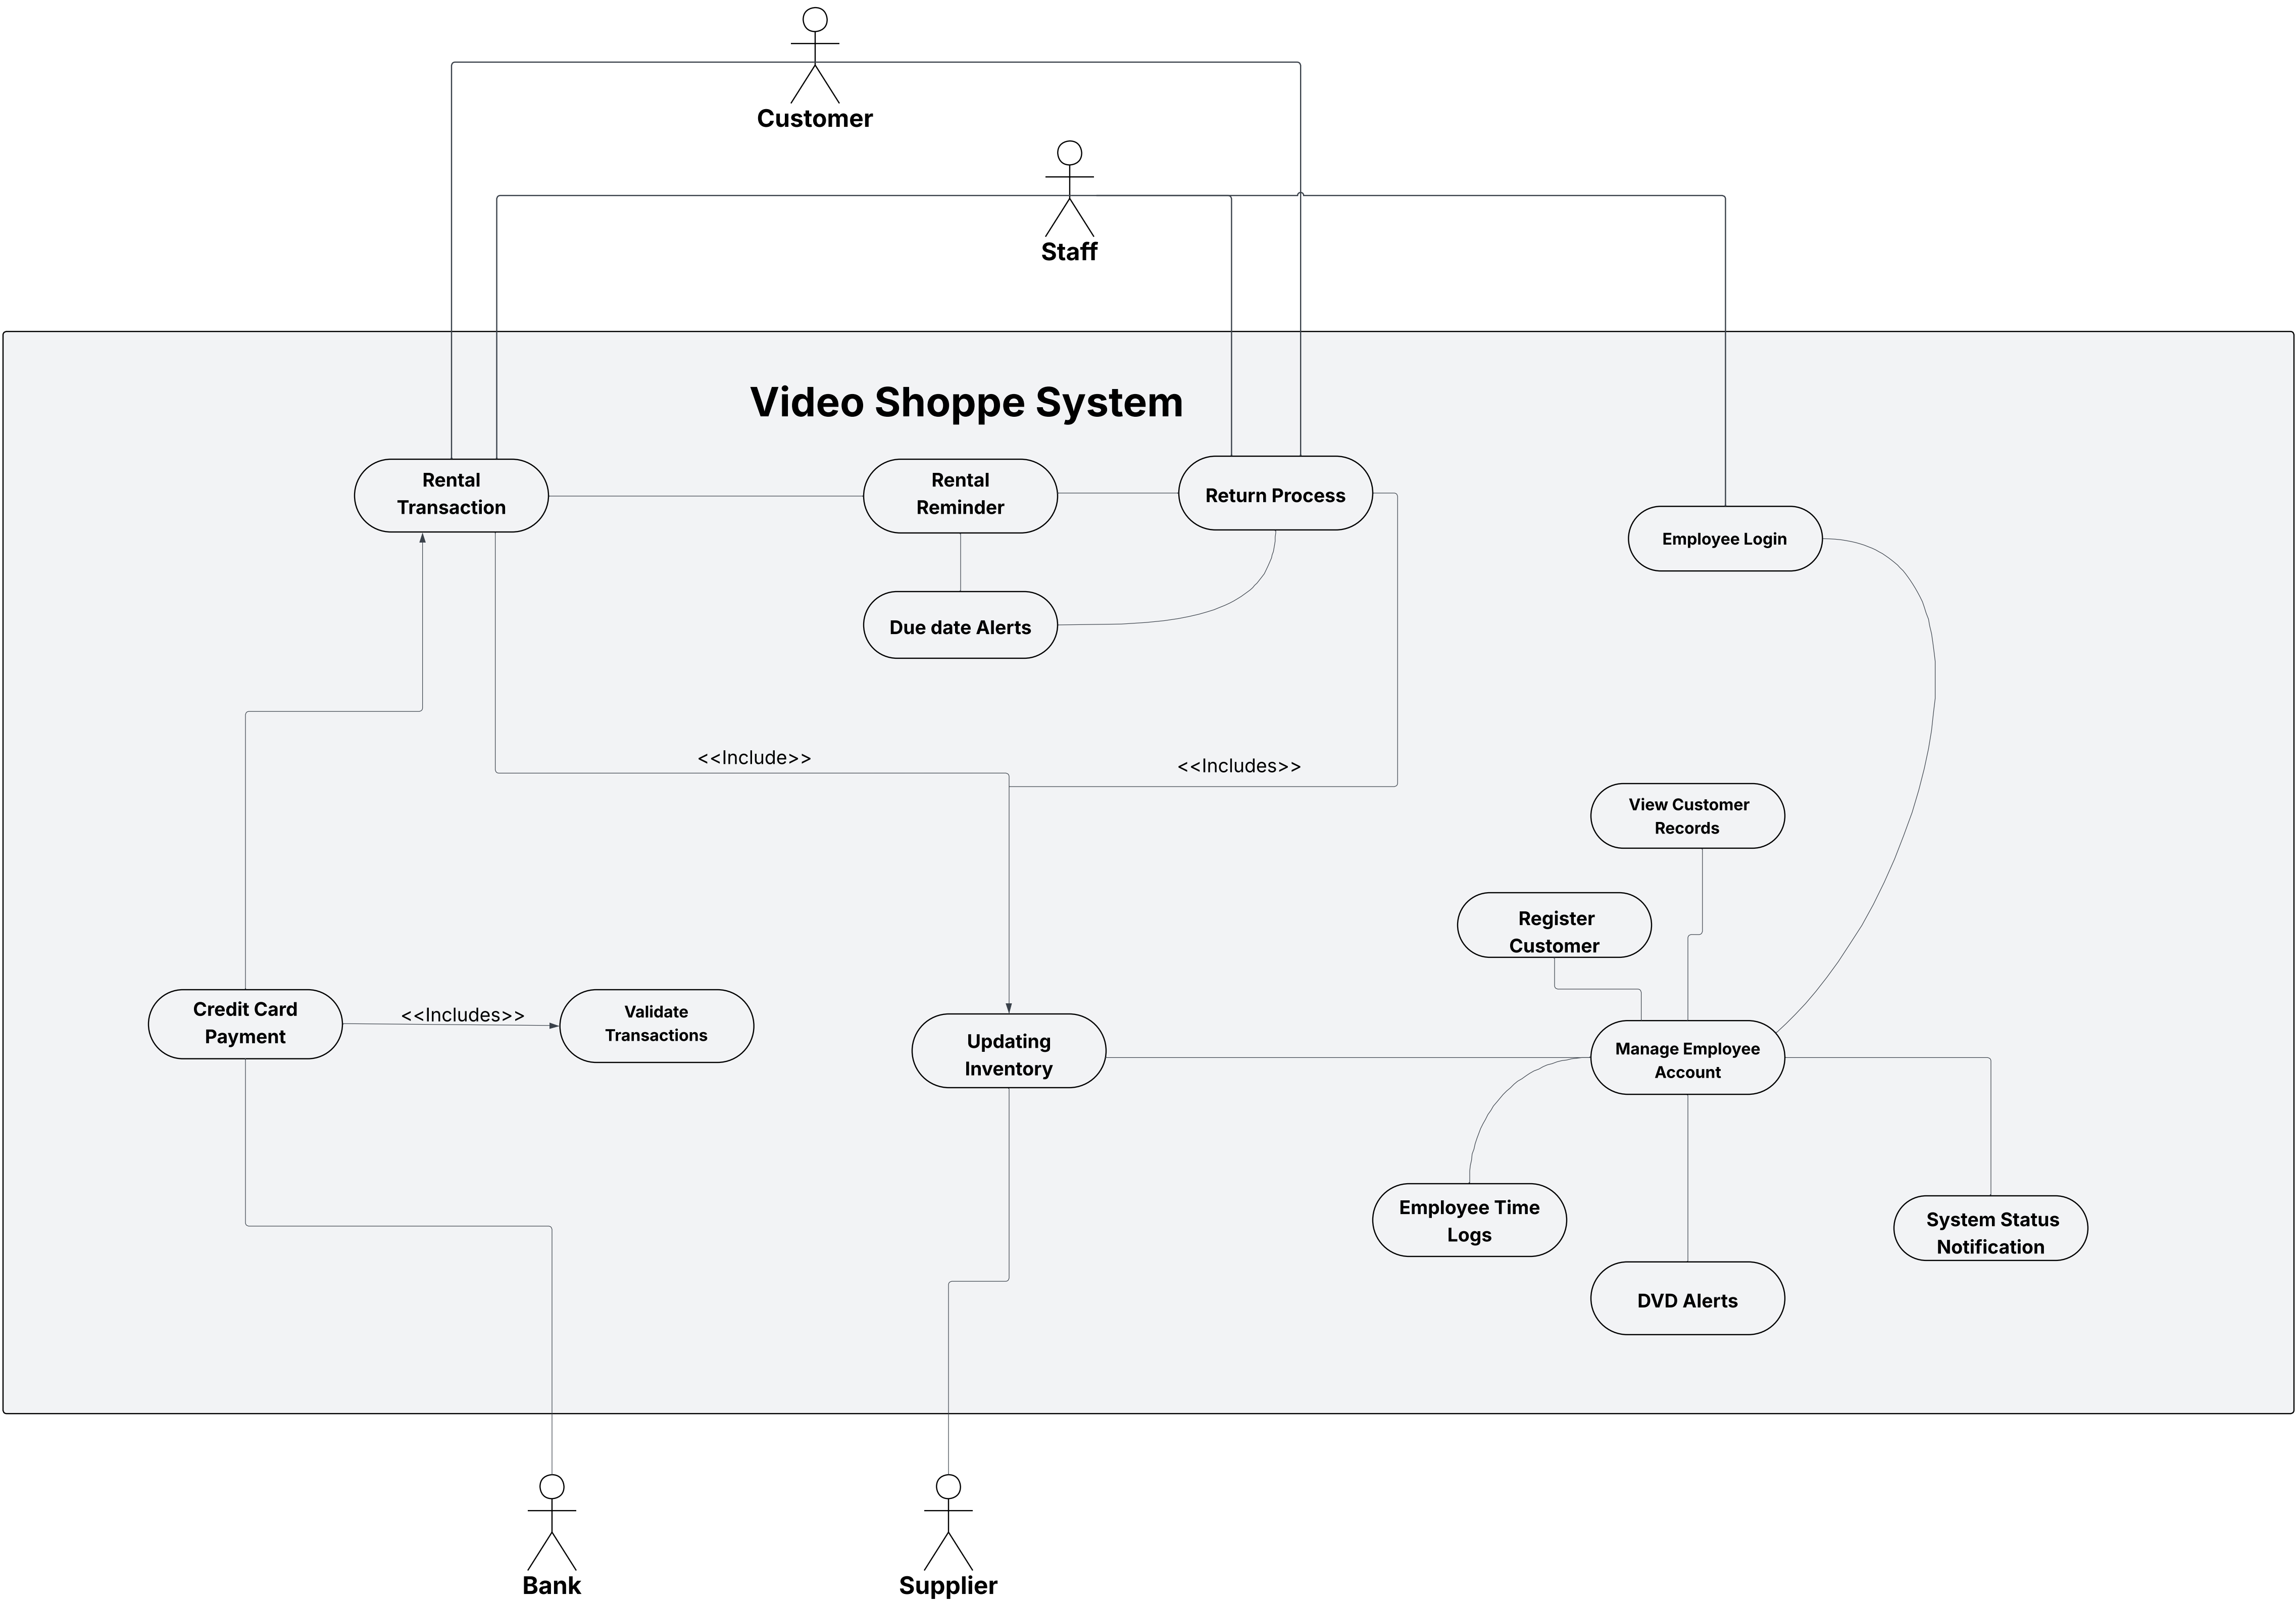 Customer
Staff
Video Shoppe System
Rental
Transaction
Rental
Reminder
Return Process
Employee Login
Due date Alerts
<<Include>>
<<Includes>>
View Customer
Records
Register
Customer
Credit Card
Payment
<<Includes>>
Validate
Transactions
Updating
Inventory
Manage Employee
Account
Employee Time
Logs
System Status
Notification
DVD Alerts
Bank
Supplier